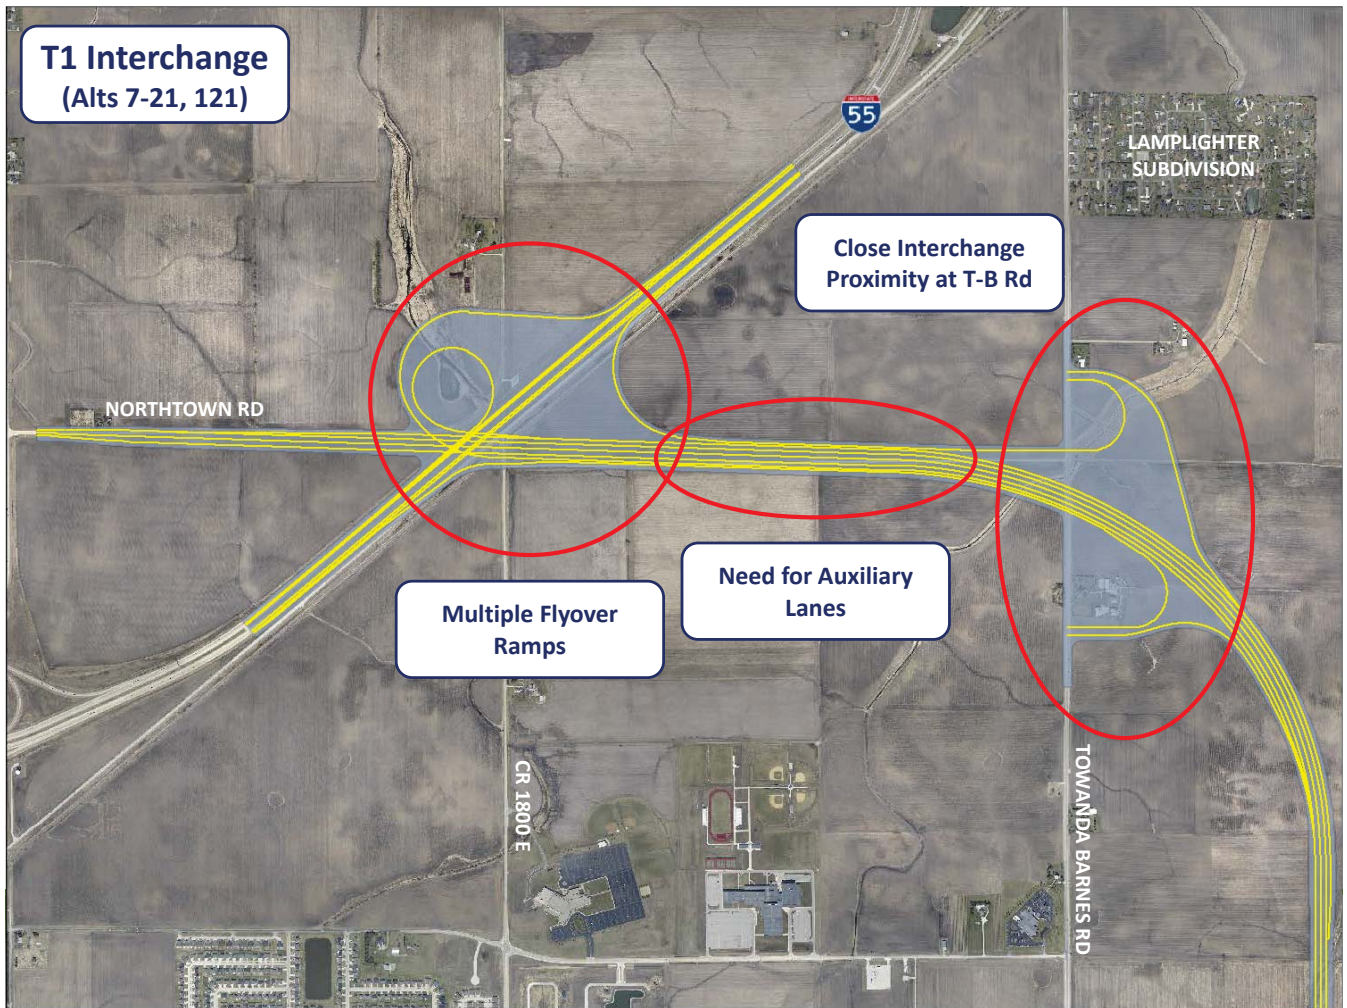 T1 Interchange
(Alts 7-21, 121)
INTERSTATE
55
LAMPLIGHTER
SUBDIVISION
Close Interchange
Proximity at T-B Rd
NORTHTOWN RD
Need for Auxiliary
Lanes
Multiple Flyover
Ramps
CR 1800 E
TOWANDA BARNES RD